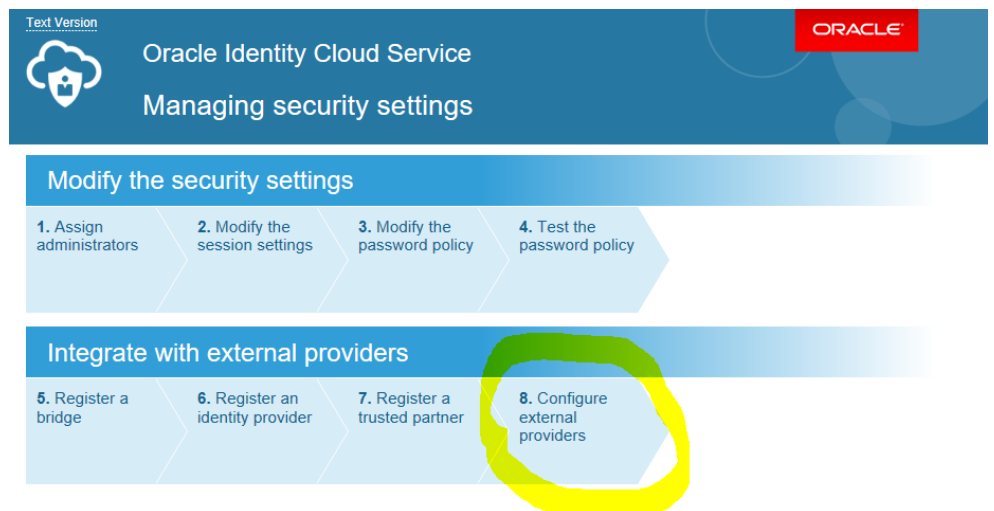 Text Version
ORACLE
Oracle Identity Cloud Service
Managing security settings
Modify the security settings
1. Assign
administrators
2. Modify the
session settings
3. Modify the
password policy
4. Test the
password policy
Integrate with external providers
5. Register a
bridge
6. Register an
identity provider
7. Register a
trusted partner
8. Configure
external
providers